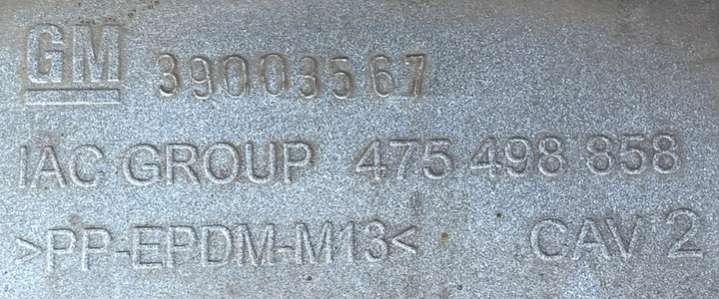 GM 39003567
IAC GROUP 475 498 858
>PP-EPDM-M13< CAV 2